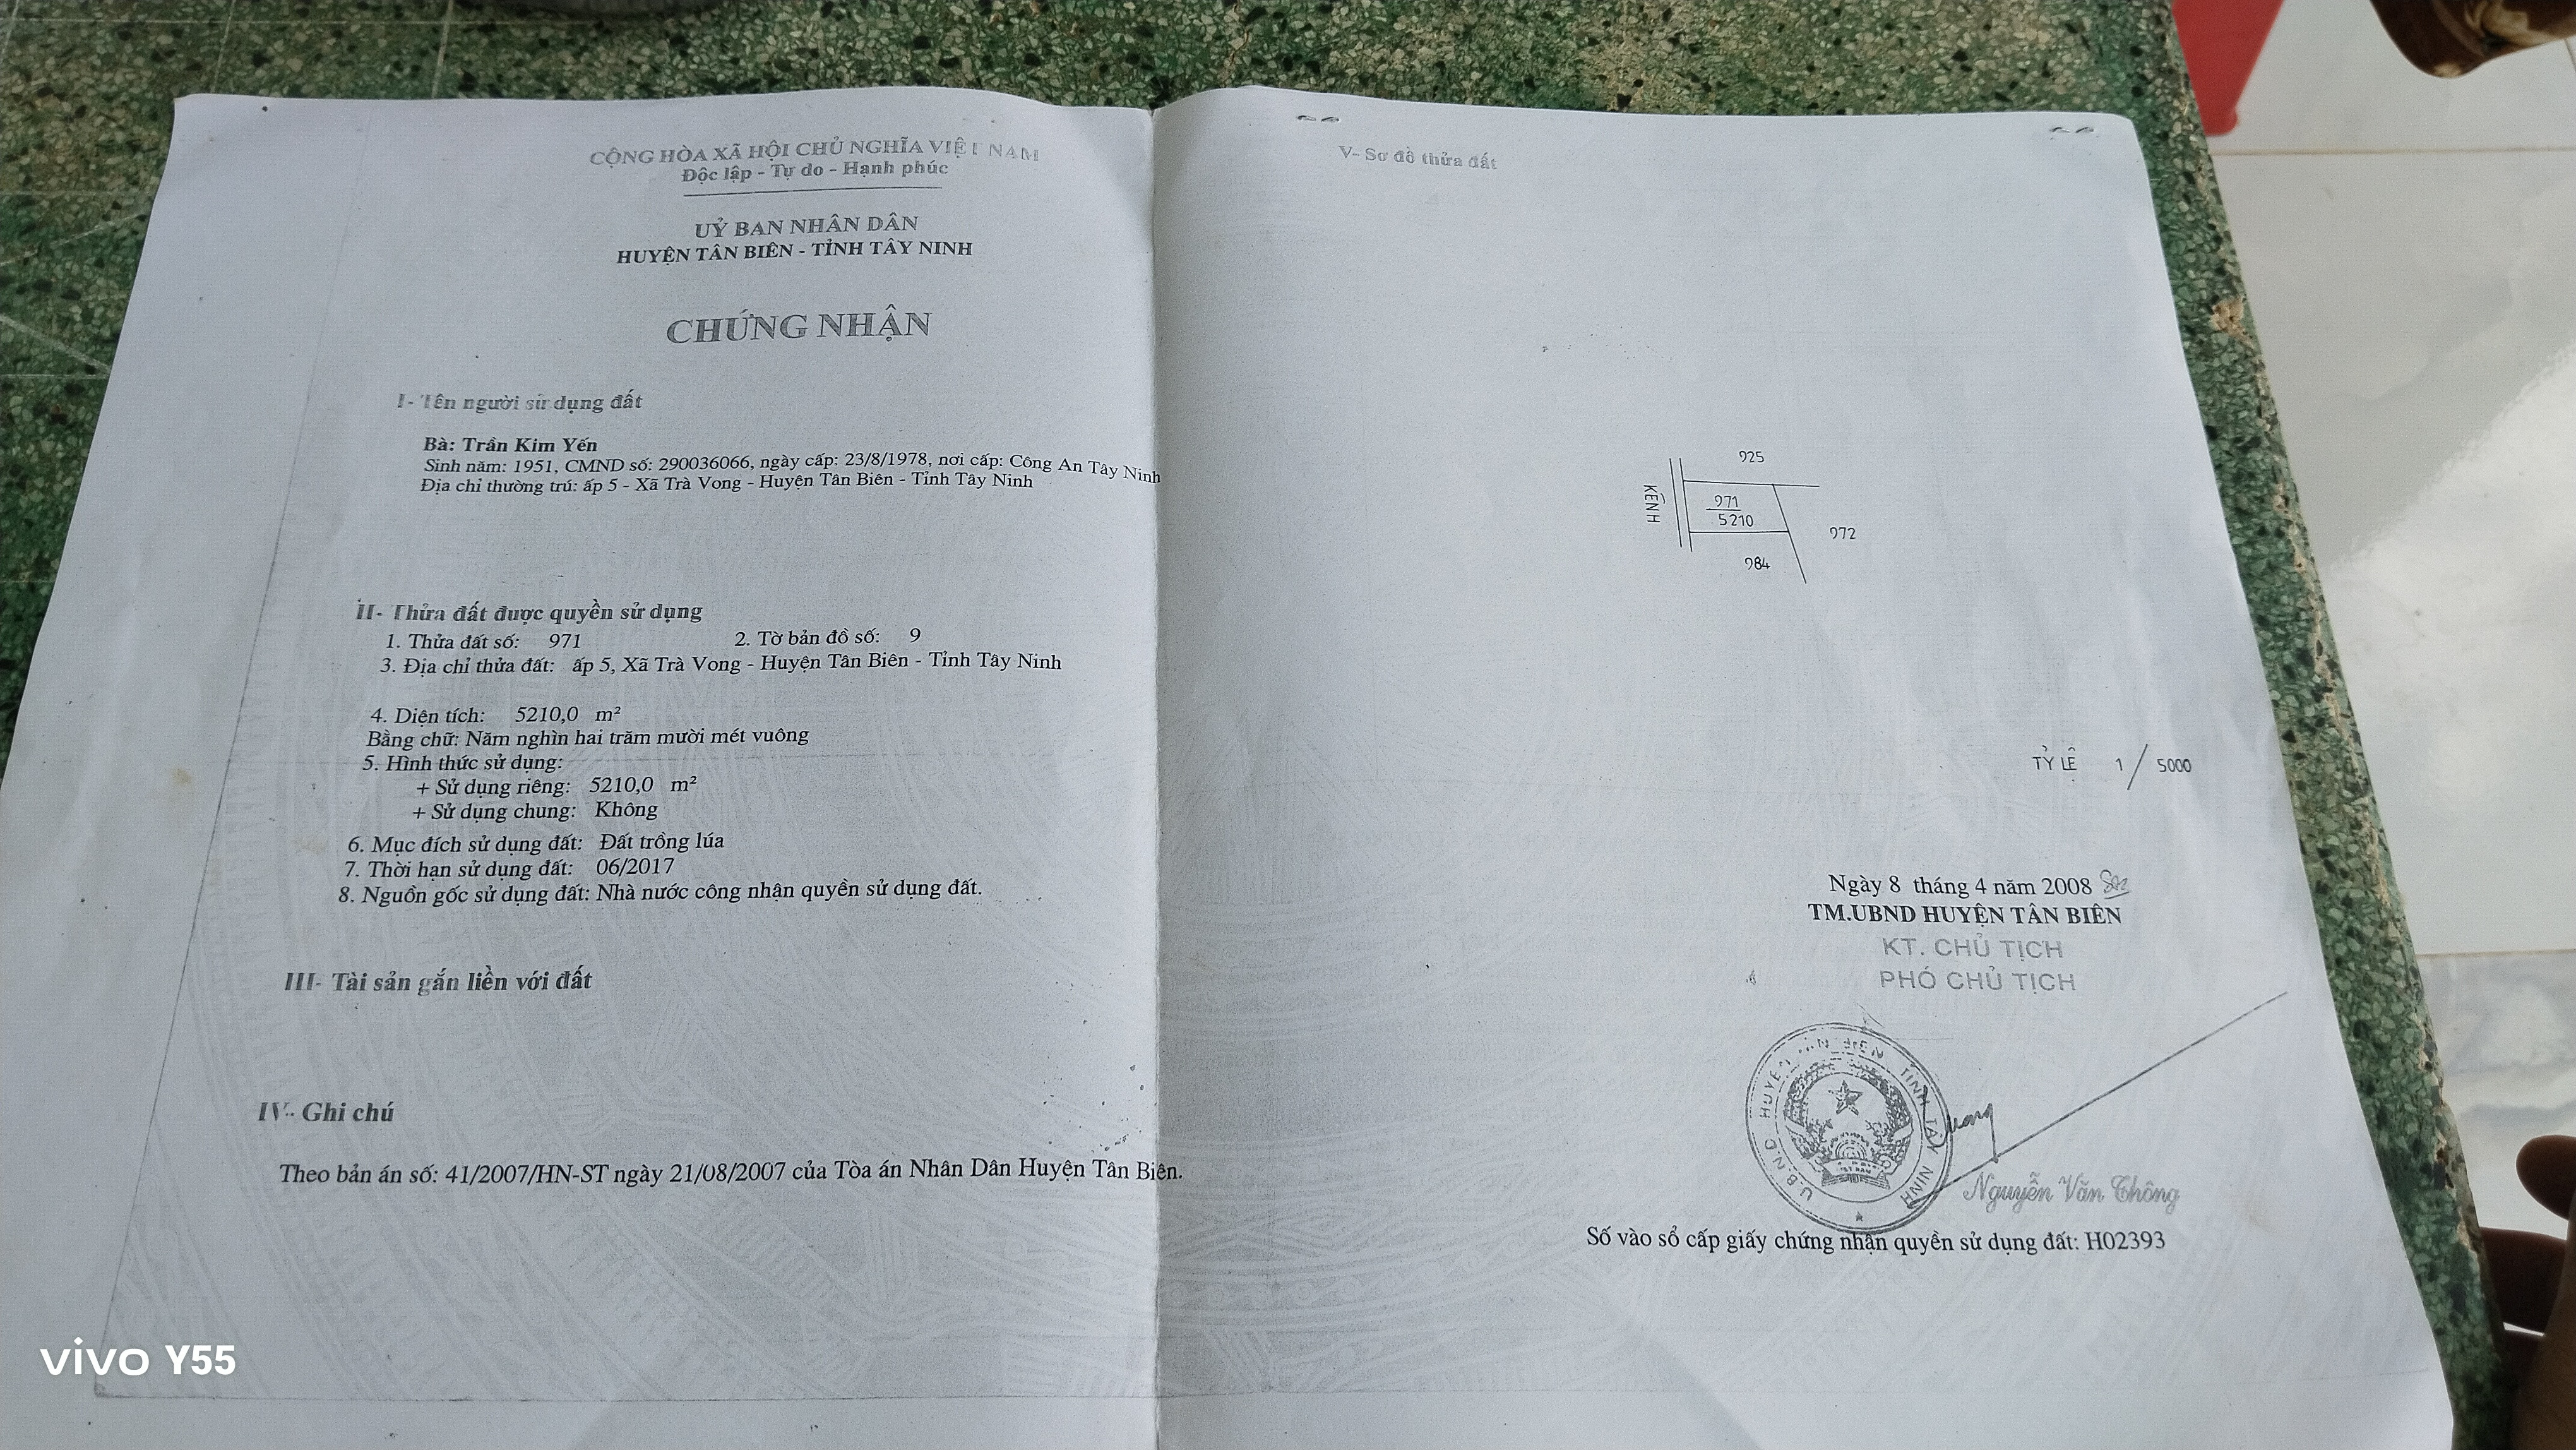 CỘNG HÒA XÃ HỘI CHỦ NGHĨA VIỆT NAM
Độc lập - Tự do - Hạnh phúc
UỶ BAN NHÂN DÂN
HUYỆN TÂN BIÊN - TỈNH TÂY NINH
CHỨNG NHẬN
I- Tên người sử dụng đất
Bà: Trần Kim Yến
Sinh năm: 1951, CMND số: 290036066, ngày cấp: 23/8/1978, nơi cấp: Công An Tây Ninh
Địa chỉ thường trú: ấp 5 - Xã Trà Vong - Huyện Tân Biên - Tỉnh Tây Ninh
II- Thửa đất được quyền sử dụng
1. Thửa đất số: 971 2. Tờ bản đồ số: 9
3. Địa chỉ thửa đất: ấp 5, Xã Trà Vong - Huyện Tân Biên - Tỉnh Tây Ninh
4. Diện tích: 5210,0 m²
Bằng chữ: Năm nghìn hai trăm mười mét vuông
5. Hình thức sử dụng:
+ Sử dụng riêng: 5210,0 m²
+ Sử dụng chung: Không
6. Mục đích sử dụng đất: Đất trồng lúa
7. Thời hạn sử dụng đất: 06/2017
8. Nguồn gốc sử dụng đất: Nhà nước công nhận quyền sử dụng đất.
III- Tài sản gắn liền với đất
IV- Ghi chú
Theo bản án số: 41/2007/HN-ST ngày 21/08/2007 của Tòa án Nhân Dân Huyện Tân Biên.
V- Sơ đồ thửa đất
925
KÊNH
971
5210
972
984
TỶ LỆ 1 / 5000
Ngày 8 tháng 4 năm 2008
TM.UBND HUYỆN TÂN BIÊN
KT. CHỦ TỊCH
PHÓ CHỦ TỊCH
U.B.N.D HUYỆN TÂN BIÊN TỈNH TÂY NINH
Nguyễn Văn Thông
Số vào sổ cấp giấy chứng nhận quyền sử dụng đất: H02393
vivo Y55